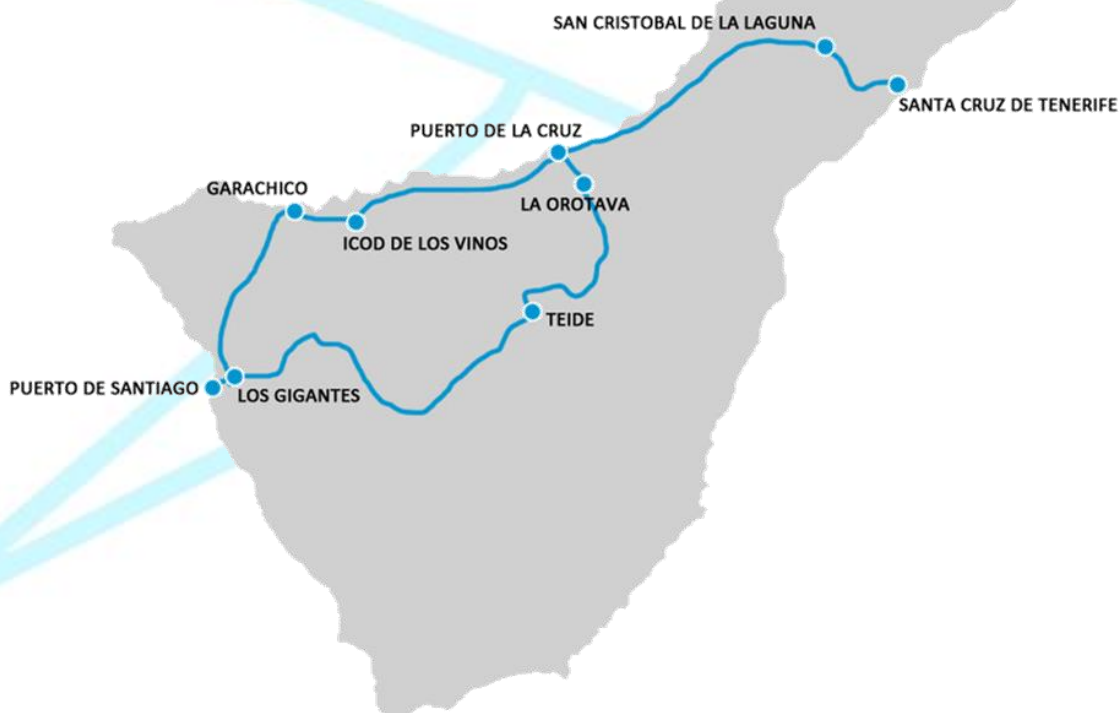 SAN CRISTOBAL DE LA LAGUNA
SANTA CRUZ DE TENERIFE
PUERTO DE LA CRUZ
GARACHICO
LA OROTAVA
ICOD DE LOS VINOS
TEIDE
PUERTO DE SANTIAGO
LOS GIGANTES